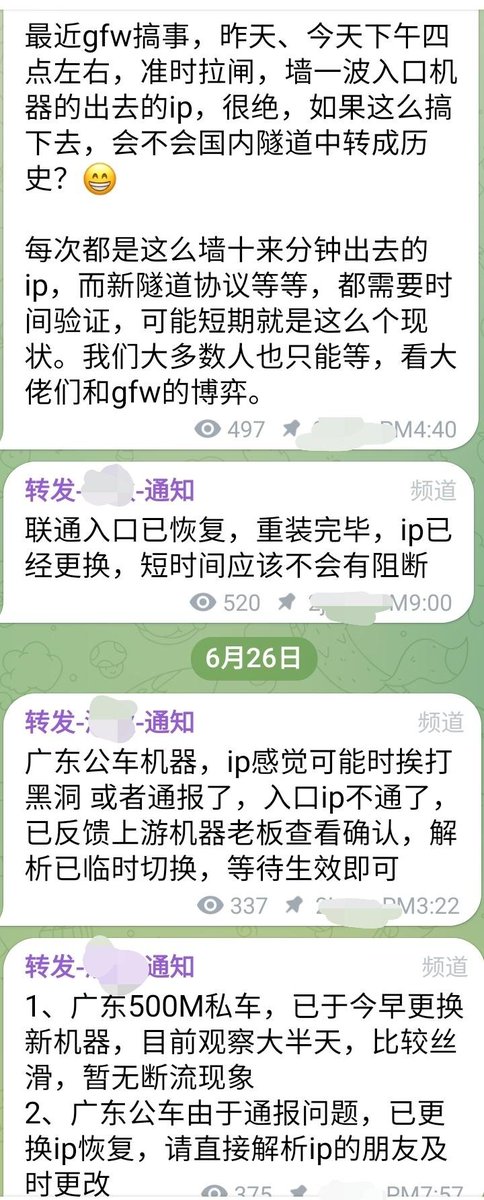 最近gfw搞事，昨天、今天下午四
点左右，准时拉闸，墙一波入口机
器的出去的ip，很绝，如果这么搞
下去，会不会国内隧道中转成历
史？😁
每次都是这么墙十来分钟出去的
ip，而新隧道协议等等，都需要时
间验证，可能短期就是这么个现
状。我们大多数人也只能等，看大
佬们和gfw的博弈。
497 PM4:40
转发- -通知 频道
联通入口已恢复，重装完毕，ip已
经更换，短时间应该不会有阻断
520 M9:00
6月26日
转发- -通知 频道
广东公车机器，ip感觉可能时挨打
黑洞 或者通报了，入口ip不通了，
已反馈上游机器老板查看确认，解
析已临时切换，等待生效即可
337 PM3:22
转发- 通知 频道
1、广东500M私车，已于今早更换
新机器，目前观察大半天，比较丝
滑，暂无断流现象
2、广东公车由于通报问题，已更
换ip恢复，请直接解析ip的朋友及
时更改
375 PM7:57